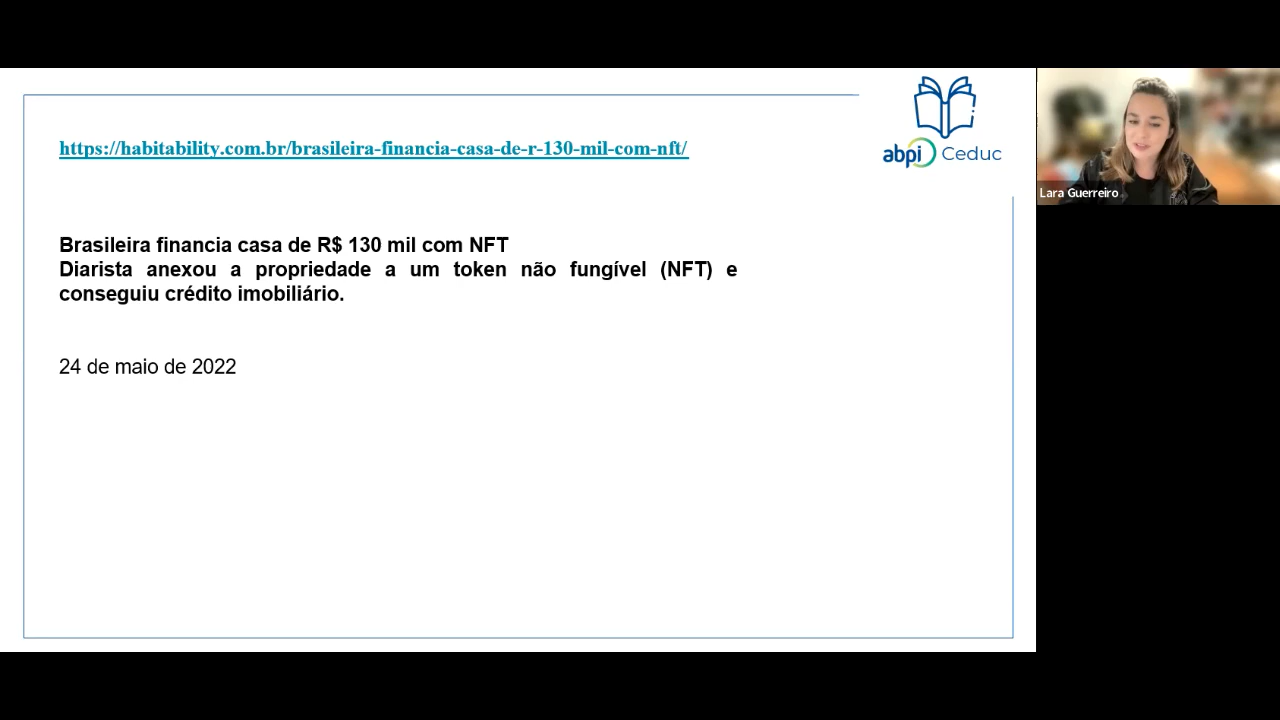 https://habitability.com.br/brasileira-financia-casa-de-r-130-mil-com-nft/
abpi Ceduc
Lara Guerreiro
Brasileira financia casa de R$ 130 mil com NFT
Diarista anexou a propriedade a um token não fungível (NFT) e
conseguiu crédito imobiliário.
24 de maio de 2022